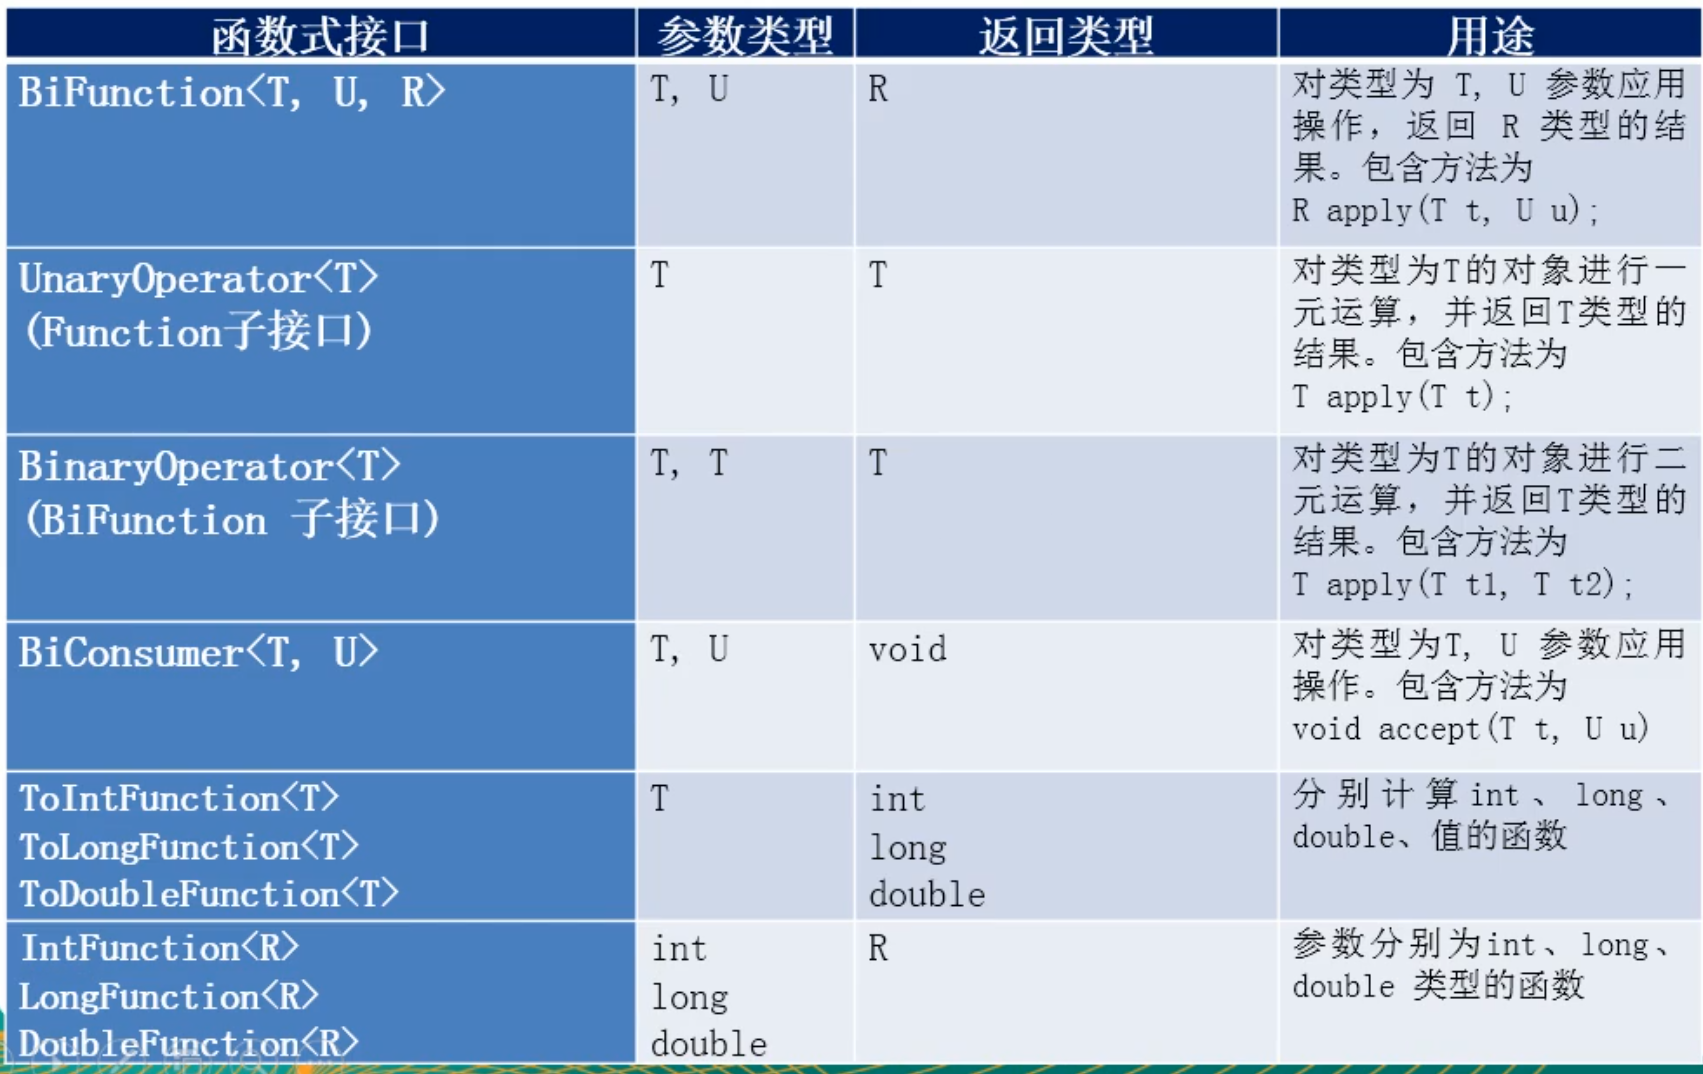 函数式接口 参数类型 返回类型 用途
BiFunction<T, U, R> T, U R 对类型为 T, U 参数应用
操作，返回 R 类型的结
果。包含方法为
R apply(T t, U u);
UnaryOperator<T> T T 对类型为T的对象进行一
(Function子接口) 元运算，并返回T类型的
结果。包含方法为
T apply(T t);
BinaryOperator<T> T, T T 对类型为T的对象进行二
(BiFunction 子接口) 元运算，并返回T类型的
结果。包含方法为
T apply(T t1, T t2);
BiConsumer<T, U> T, U void 对类型为T, U 参数应用
操作。包含方法为
void accept(T t, U u)
ToIntFunction<T> T int 分别计算int、long、
ToLongFunction<T> long double、值的函数
ToDoubleFunction<T> double
IntFunction<R> int R 参数分别为int、long、
LongFunction<R> long double 类型的函数
DoubleFunction<R> double